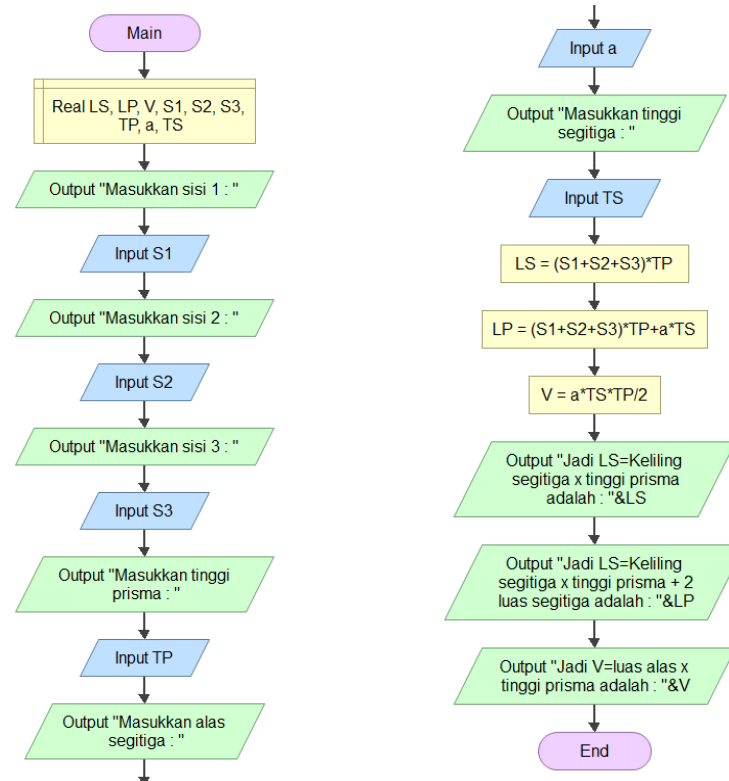 Main
Real LS, LP, V, S1, S2, S3,
TP, a, TS
Output "Masukkan sisi 1 : "
Input S1
Output "Masukkan sisi 2 : "
Input S2
Output "Masukkan sisi 3 : "
Input S3
Output "Masukkan tinggi
prisma : "
Input TP
Output "Masukkan alas
segitiga : "
Input a
Output "Masukkan tinggi
segitiga : "
Input TS
LS = (S1+S2+S3)*TP
LP = (S1+S2+S3)*TP+a*TS
V = a*TS*TP/2
Output "Jadi LS=Keliling
segitiga x tinggi prisma
adalah : "&LS
Output "Jadi LS=Keliling
segitiga x tinggi prisma + 2
luas segitiga adalah : "&LP
Output "Jadi V=luas alas x
tinggi prisma adalah : "&V
End